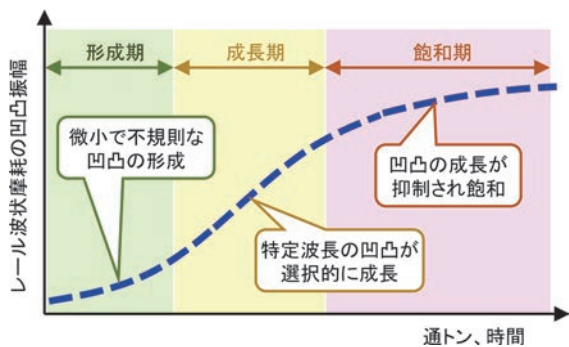 形成期
成長期
飽和期
レール波状摩耗の凹凸振幅
微小で不規則な
凹凸の形成
凹凸の成長が
抑制され飽和
特定波長の凹凸が
選択的に成長
通トン、時間